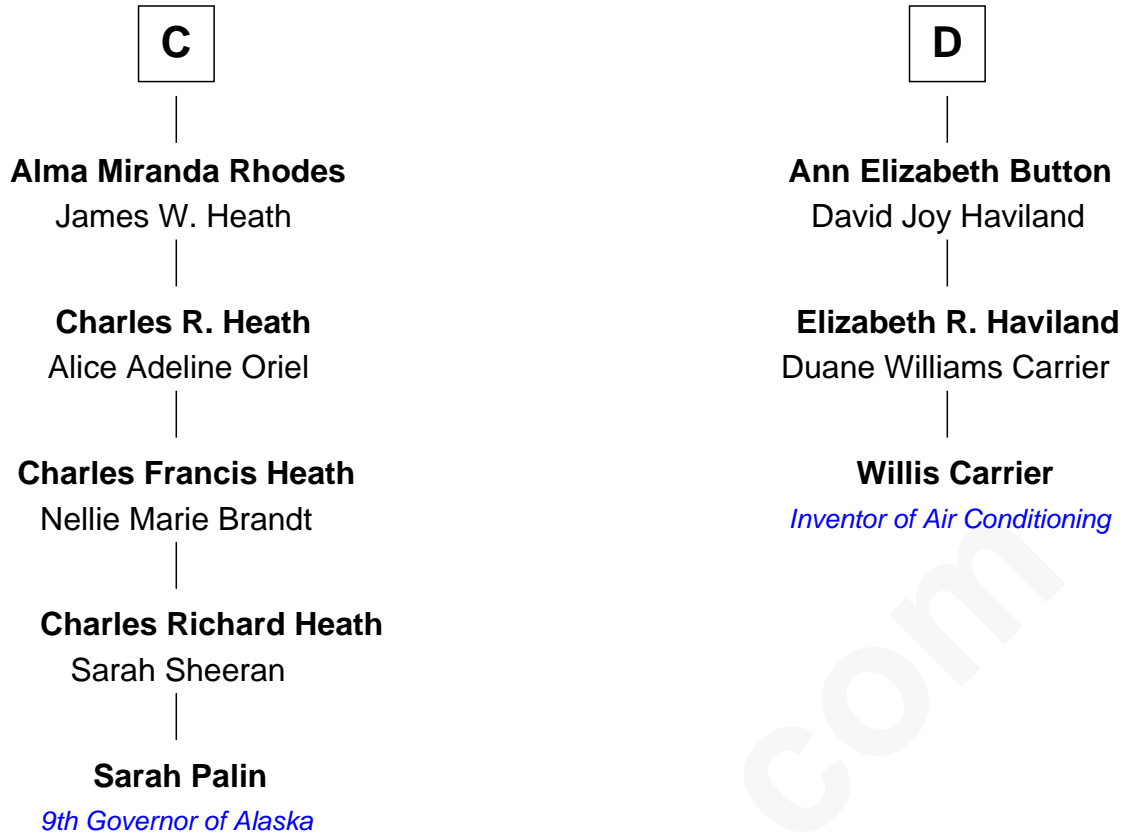 C
Alma Miranda Rhodes
James W. Heath
Charles R. Heath
Alice Adeline Oriel
Charles Francis Heath
Nellie Marie Brandt
Charles Richard Heath
Sarah Sheeran
Sarah Palin
9th Governor of Alaska
D
Ann Elizabeth Button
David Joy Haviland
Elizabeth R. Haviland
Duane Williams Carrier
Willis Carrier
Inventor of Air Conditioning
com